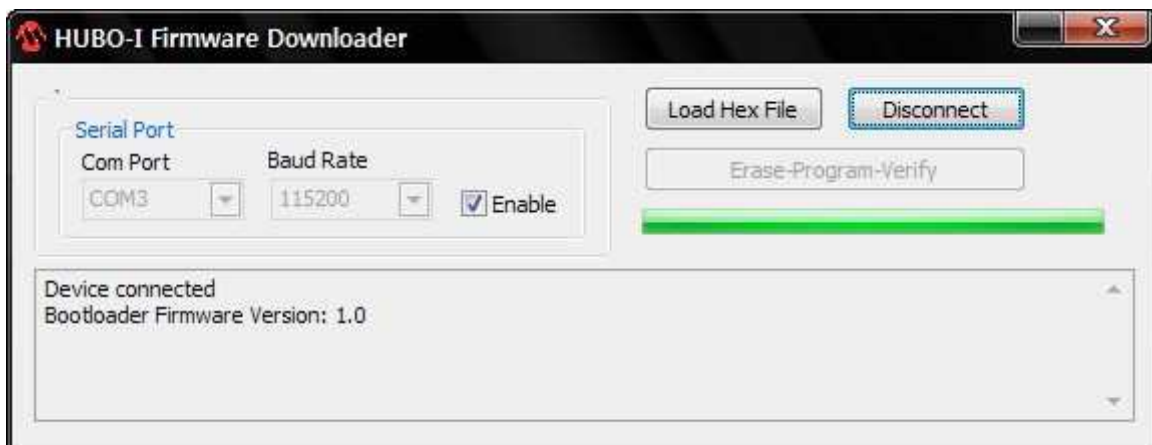 HUBO-I Firmware Downloader
Serial Port
Com Port
Baud Rate
COM3
115200
Enable
Load Hex File
Disconnect
Erase-Program-Verify
Device connected
Bootloader Firmware Version: 1.0